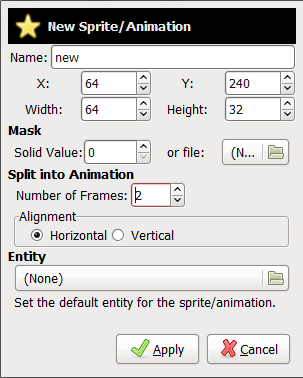 New Sprite/Animation
Name: new
X: 64 Y: 240
Width: 64 Height: 32
Mask
Solid Value: 0 or file: (N...
Split into Animation
Number of Frames: 2
Alignment
Horizontal Vertical
Entity
(None)
Set the default entity for the sprite/animation.
Apply Cancel